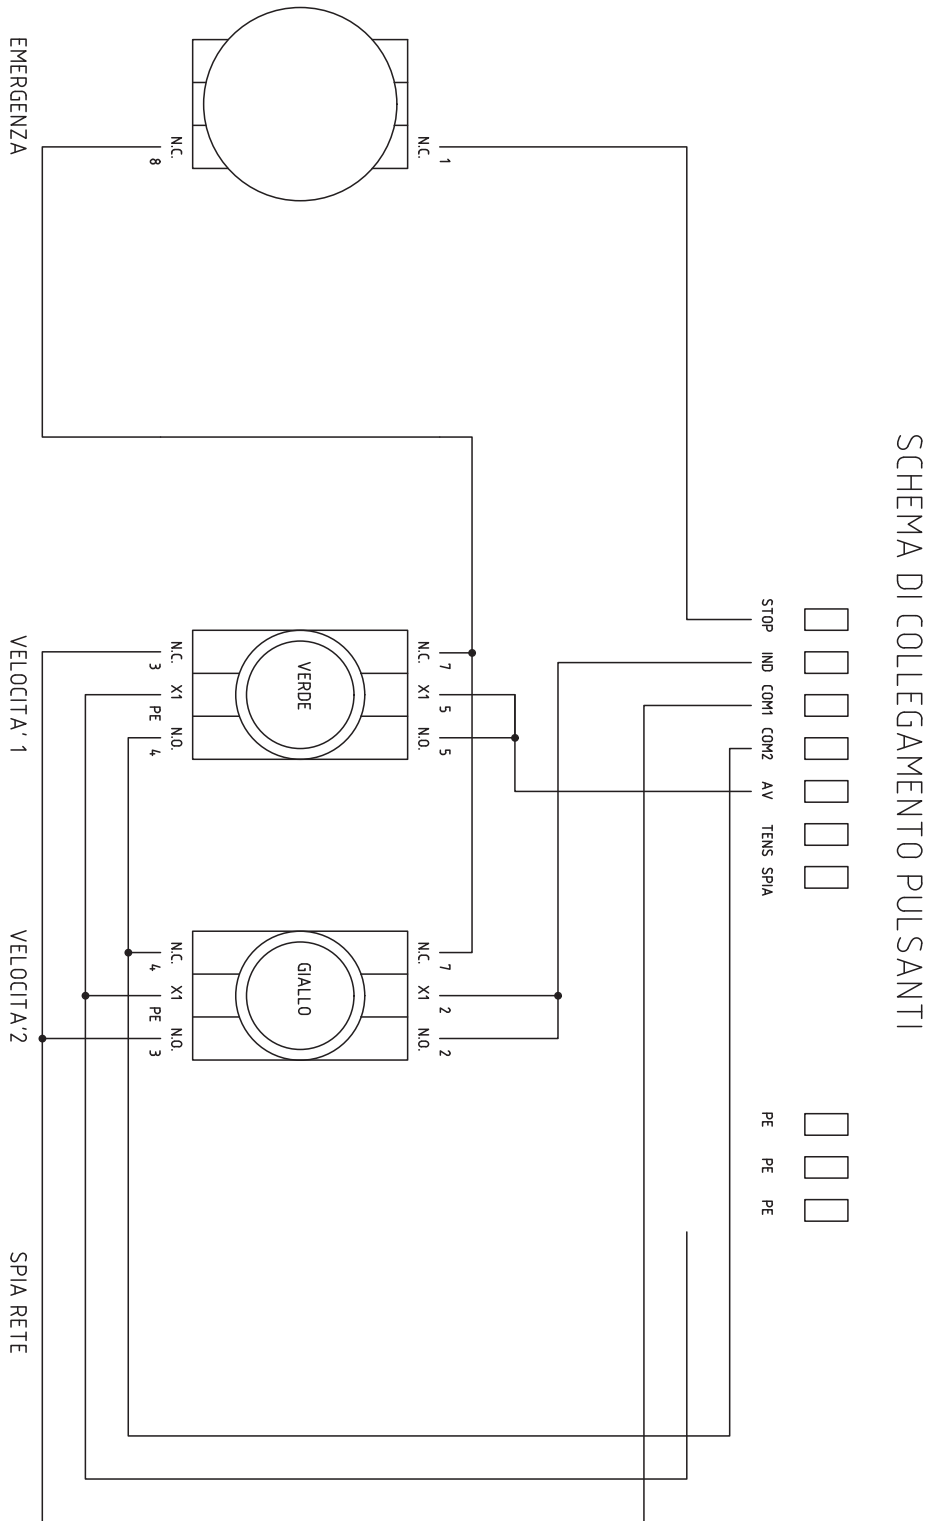 SCHEMA DI COLLEGAMENTO PULSANTI
STOP IND COM1 COM2 AV TENS SPIA
PE PE PE
N.C. 1
N.C. 7 X1 5 N.O. 5
N.C. 7 X1 2 N.O. 2
VERDE
GIALLO
N.C. 8
N.C. 3 X1 PE N.O. 4
N.C. 4 X1 PE N.O. 3
EMERGENZA
VELOCITA' 1
VELOCITA'2
SPIA RETE